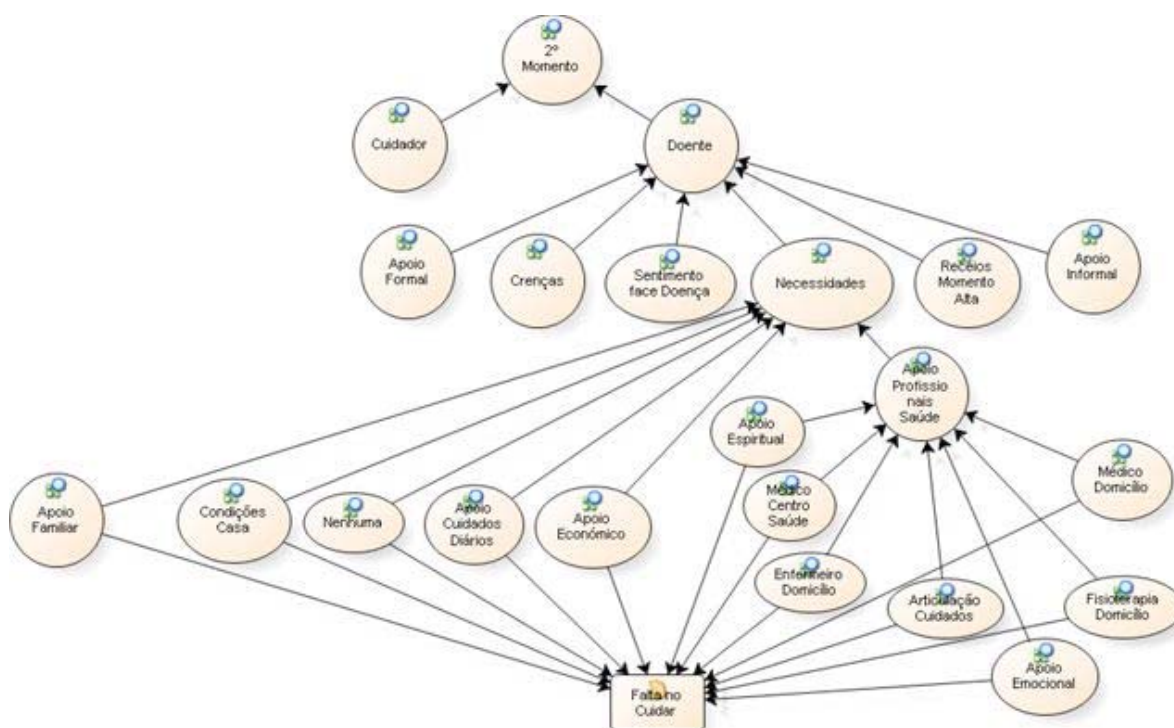 2º
Momento
Cuidador
Doente
Apoio
Formal
Crenças
Sentimento
face Doença
Necessidades
Receios
Momento
Alta
Apoio
Informal
Apoio
Profissio
nais
Saúde
Apoio
Espiritual
Médico
Domicílio
Apoio
Familiar
Condições
Casa
Nenhuma
Apoio
Cuidados
Diários
Apoio
Económico
Médico
Centro
Saúde
Enfermeiro
Domicílio
Articulação
Cuidados
Fisioterapia
Domicílio
Apoio
Emocional
Falta no
Cuidar